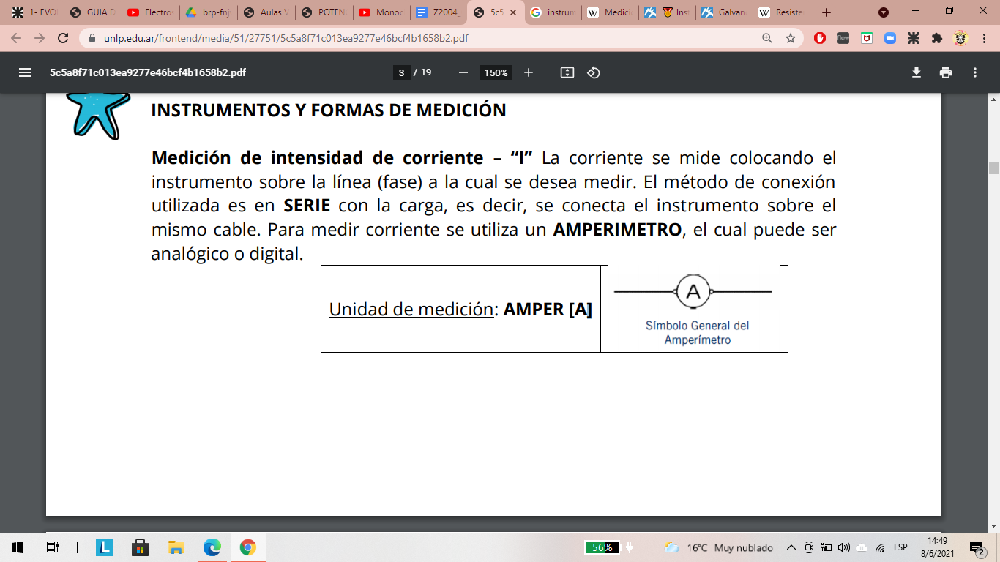 1- EVO
GUIA D
Electro
brp-fnj
Aulas V
POTEN
Monoc
Z2004_
5c5
instrum
Medici
Inst
Galvan
Resiste
unlp.edu.ar/frontend/media/51/27751/5c5a8f71c013ea9277e46bcf4b1658b2.pdf
5c5a8f71c013ea9277e46bcf4b1658b2.pdf
3 / 19
150%
INSTRUMENTOS Y FORMAS DE MEDICIÓN
Medición de intensidad de corriente – “I” La corriente se mide colocando el
instrumento sobre la línea (fase) a la cual se desea medir. El método de conexión
utilizada es en SERIE con la carga, es decir, se conecta el instrumento sobre el
mismo cable. Para medir corriente se utiliza un AMPERIMETRO, el cual puede ser
analógico o digital.
Unidad de medición: AMPER [A]
A
Símbolo General del
Amperímetro
L
56%
16°C Muy nublado
ESP
14:49
8/6/2021
2